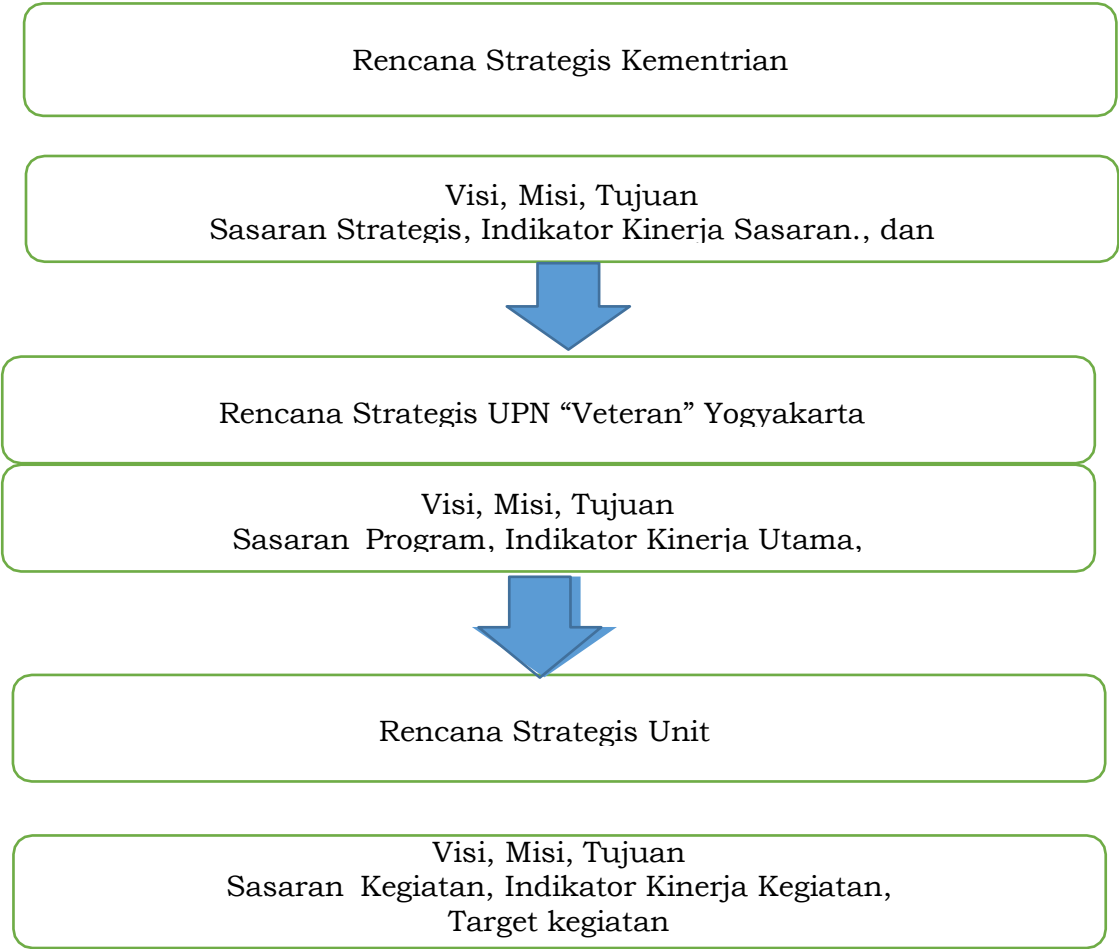 Rencana Strategis Kementrian
Visi, Misi, Tujuan
Sasaran Strategis, Indikator Kinerja Sasaran., dan
Rencana Strategis UPN “Veteran” Yogyakarta
Visi, Misi, Tujuan
Sasaran Program, Indikator Kinerja Utama,
Rencana Strategis Unit
Visi, Misi, Tujuan
Sasaran Kegiatan, Indikator Kinerja Kegiatan,
Target kegiatan